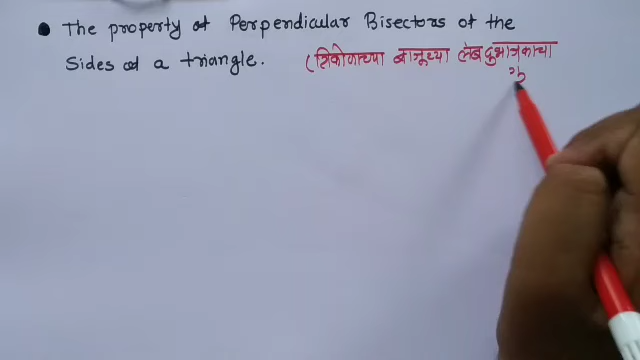 • The property of Perpendicular Bisectors of the
Sides of a triangle. (त्रिकोणाच्या बाजूच्या लंबदुभाजकाचा